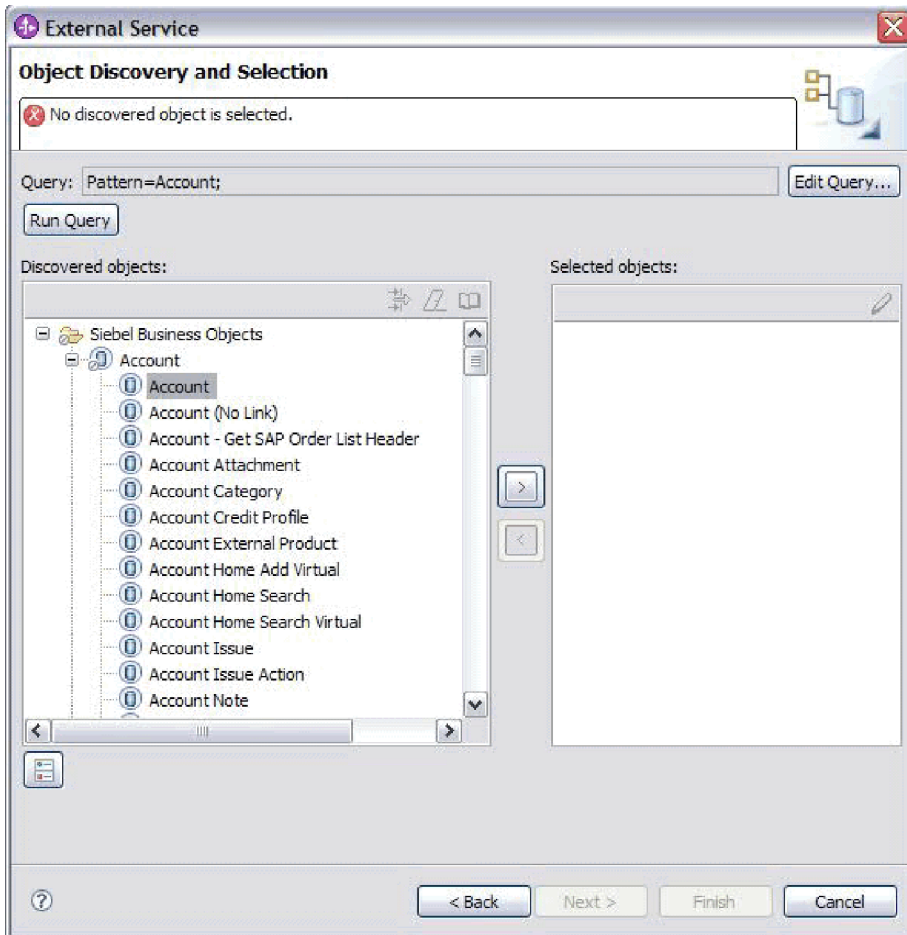 External Service
Object Discovery and Selection
No discovered object is selected.
Query: Pattern=Account; Edit Query...
Run Query
Discovered objects: Selected objects:
Siebel Business Objects
Account
Account
Account (No Link)
Account - Get SAP Order List Header
Account Attachment
Account Category
Account Credit Profile
Account External Product
Account Home Add Virtual
Account Home Search
Account Home Search Virtual
Account Issue
Account Issue Action
Account Note
>
<
? < Back Next > Finish Cancel